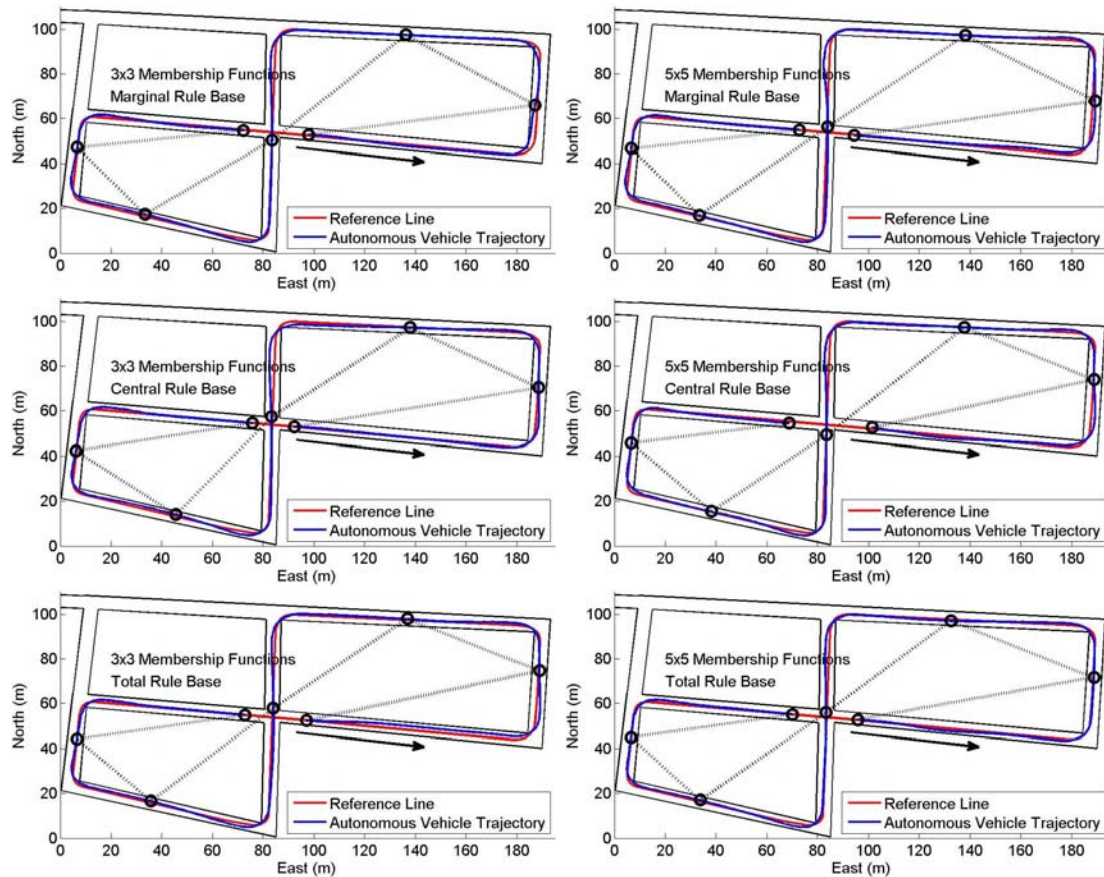 100
80
60
40
20
0
North (m)
3x3 Membership Functions
Marginal Rule Base
Reference Line
Autonomous Vehicle Trajectory
0 20 40 60 80 100 120 140 160 180
East (m)
100
80
60
40
20
0
North (m)
5x5 Membership Functions
Marginal Rule Base
Reference Line
Autonomous Vehicle Trajectory
0 20 40 60 80 100 120 140 160 180
East (m)
100
80
60
40
20
0
North (m)
3x3 Membership Functions
Central Rule Base
Reference Line
Autonomous Vehicle Trajectory
0 20 40 60 80 100 120 140 160 180
East (m)
100
80
60
40
20
0
North (m)
5x5 Membership Functions
Central Rule Base
Reference Line
Autonomous Vehicle Trajectory
0 20 40 60 80 100 120 140 160 180
East (m)
100
80
60
40
20
0
North (m)
3x3 Membership Functions
Total Rule Base
Reference Line
Autonomous Vehicle Trajectory
0 20 40 60 80 100 120 140 160 180
East (m)
100
80
60
40
20
0
North (m)
5x5 Membership Functions
Total Rule Base
Reference Line
Autonomous Vehicle Trajectory
0 20 40 60 80 100 120 140 160 180
East (m)